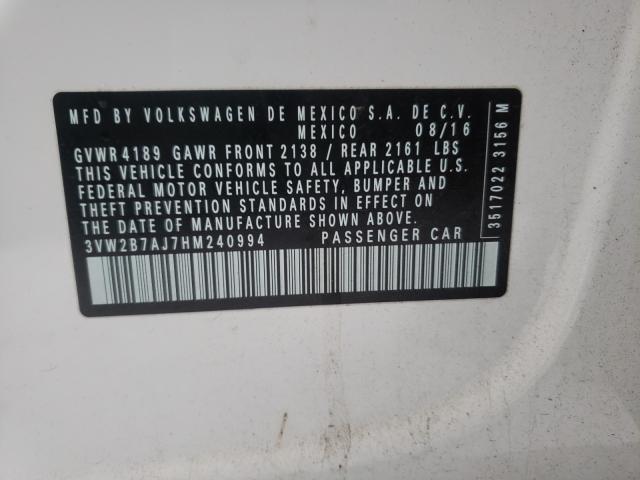 MFD BY VOLKSWAGEN DE MEXICO S.A. DE C.V.
MEXICO 08/16
GVWR 4189 GAWR FRONT 2138 / REAR 2161 LBS
THIS VEHICLE CONFORMS TO ALL APPLICABLE U.S.
FEDERAL MOTOR VEHICLE SAFETY, BUMPER AND
THEFT PREVENTION STANDARDS IN EFFECT ON
THE DATE OF MANUFACTURE SHOWN ABOVE.
3VW2B7AJ7HM240994 PASSENGER CAR
3517022 3156 M